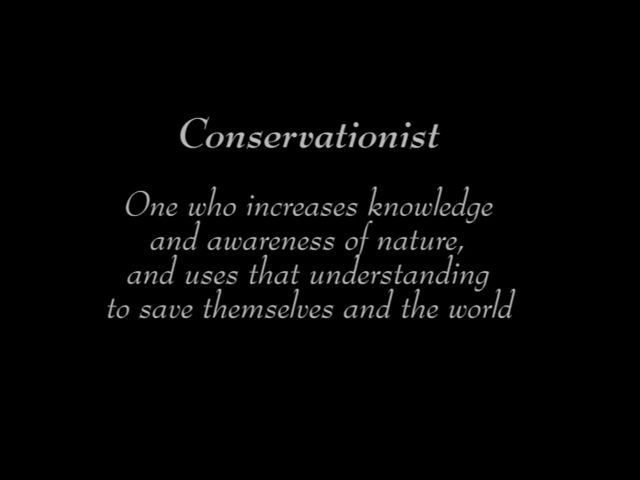 Conservationist
One who increases knowledge
and awareness of nature,
and uses that understanding
to save themselves and the world